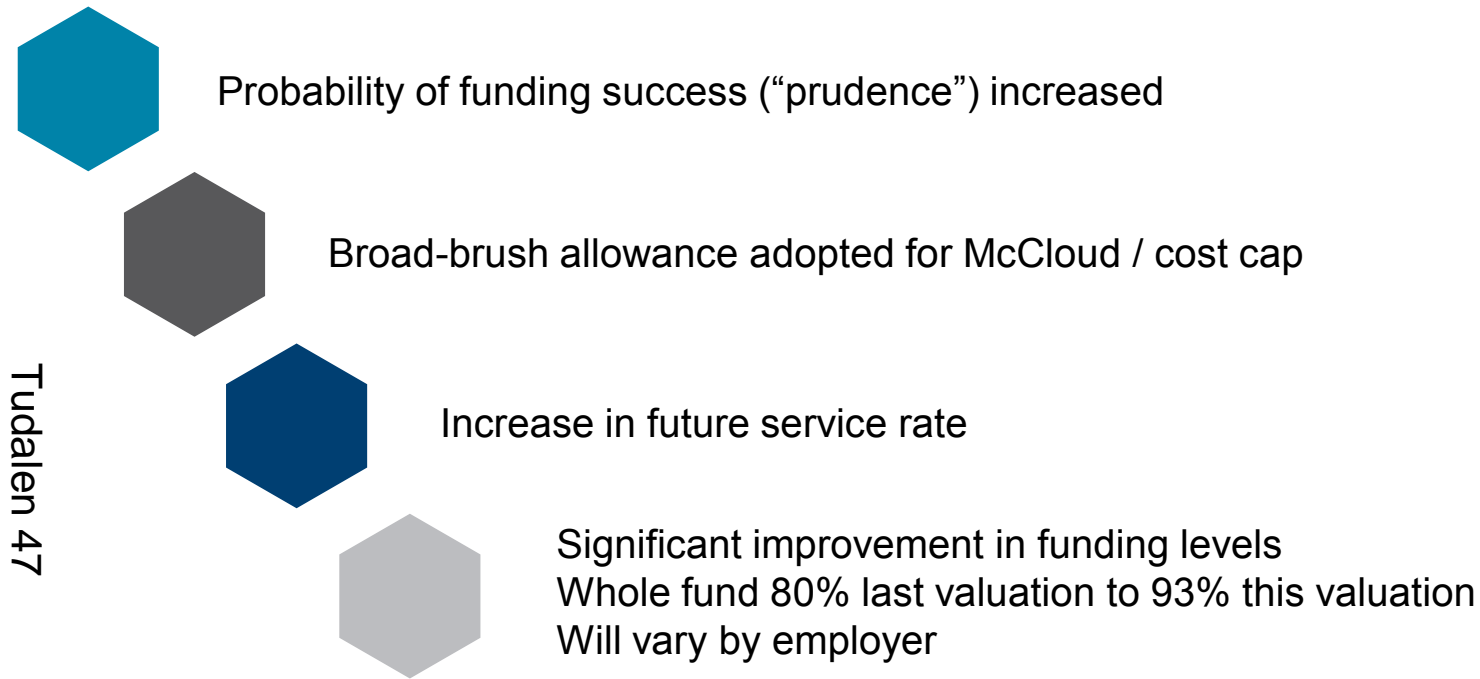 Probability of funding success (“prudence”) increased
Broad-brush allowance adopted for McCloud / cost cap
Increase in future service rate
Significant improvement in funding levels
Whole fund 80% last valuation to 93% this valuation
Will vary by employer
Tudalen 47